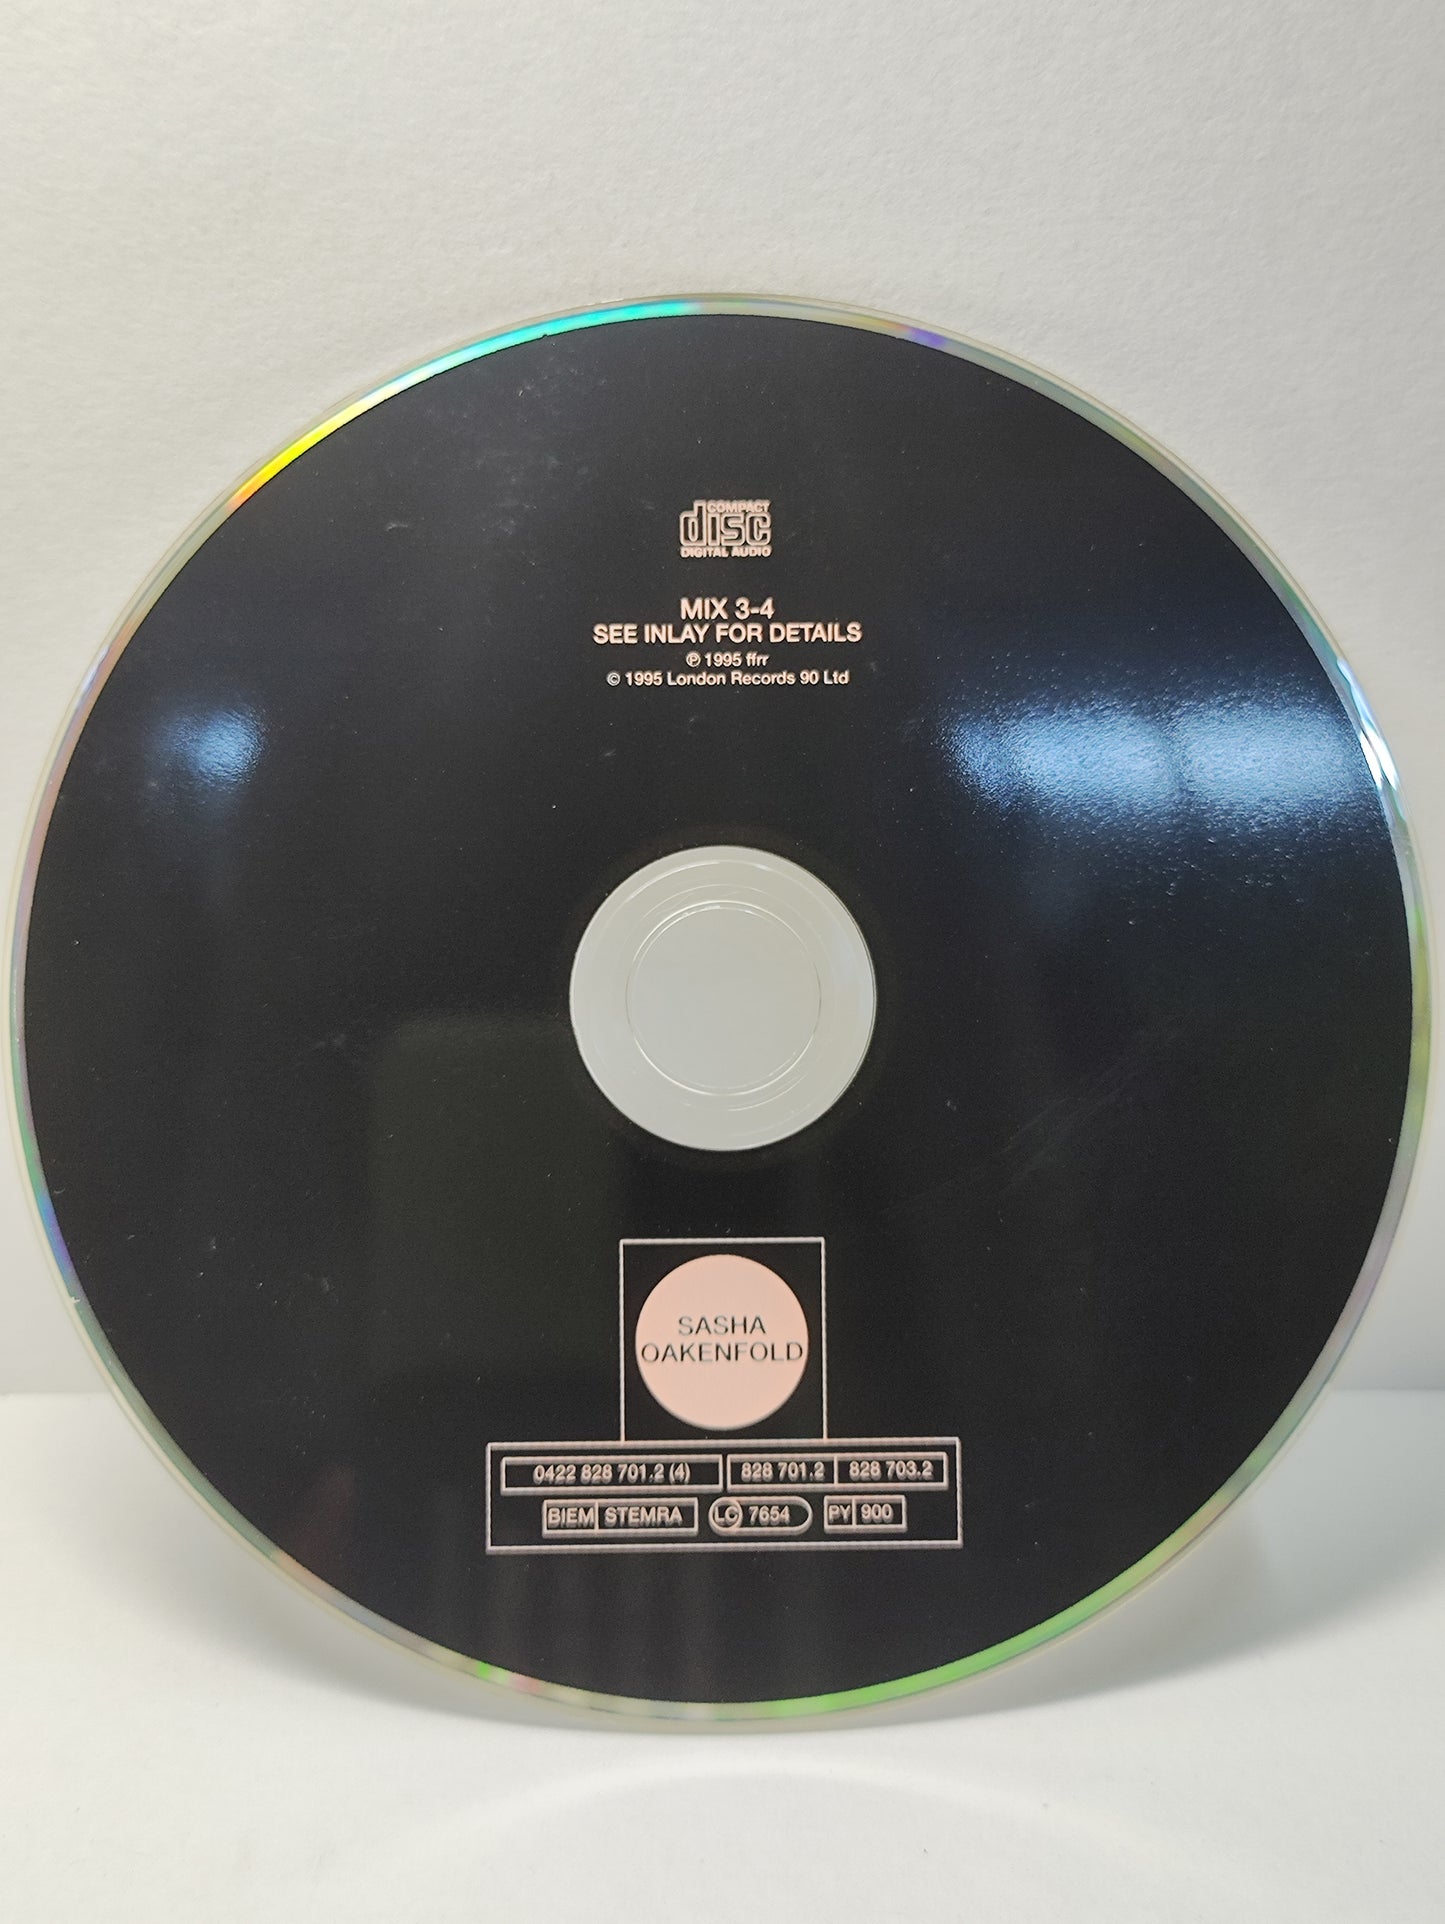 COMPACT
disc
DIGITAL AUDIO
MIX 3-4
SEE INLAY FOR DETAILS
℗ 1995 ffrr
© 1995 London Records 90 Ltd
SASHA
OAKENFOLD
0422 828 701.2 (4) 828 701.2 828 703.2
BIEM STEMRA LC 7654 PY 900